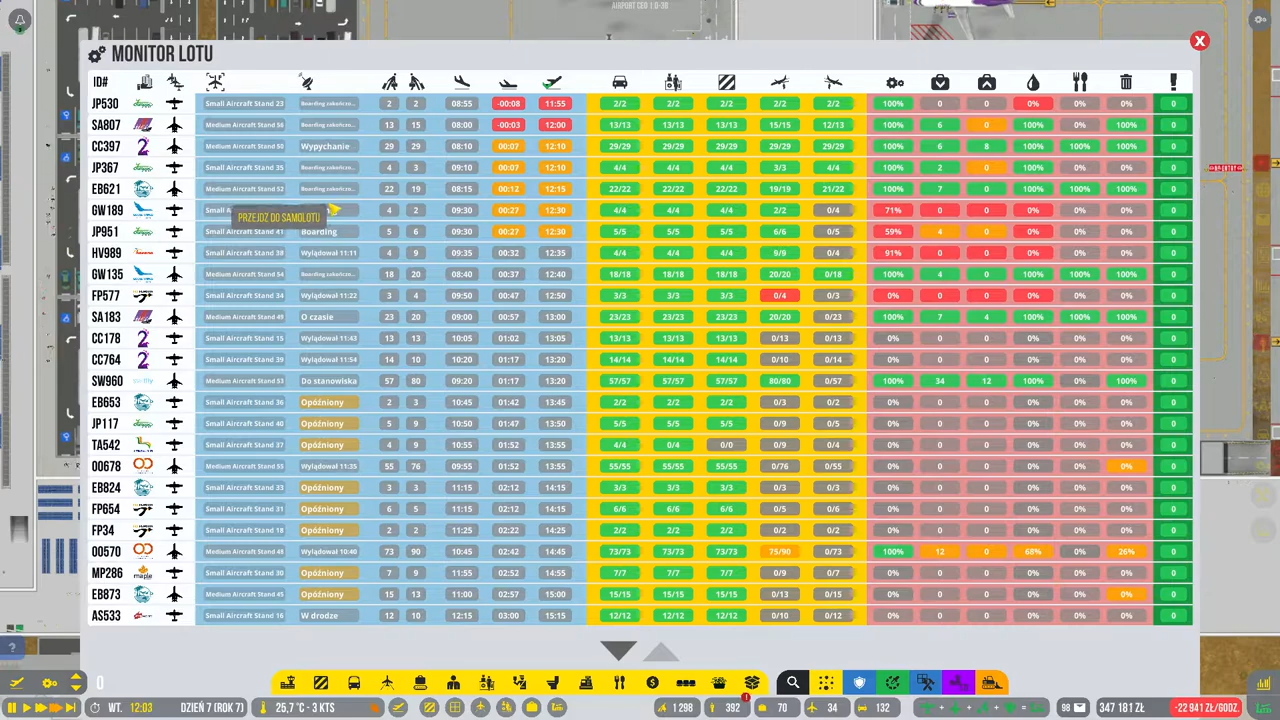 AIRPORT CEO 1.0-36
MONITOR LOTU
ID#
JP530 Small Aircraft Stand 23 Boarding zakończo... 2 2 08:55 -00:08 11:55 2/2 2/2 2/2 2/2 2/2 100% 0 0 0% 0% 0% 0
SA807 Medium Aircraft Stand 56 Boarding zakończo... 13 15 08:00 -00:03 12:00 13/13 13/13 13/13 15/15 12/13 100% 6 0 100% 0% 100% 0
CC397 Medium Aircraft Stand 50 Wypychanie 29 29 08:10 00:07 12:10 29/29 29/29 29/29 29/29 29/29 100% 6 8 100% 100% 100% 0
JP367 Small Aircraft Stand 35 Boarding zakończo... 4 3 09:10 00:07 12:10 4/4 4/4 4/4 3/3 4/4 100% 2 0 100% 0% 0% 0
EB621 Medium Aircraft Stand 52 Boarding zakończo... 22 19 08:15 00:12 12:15 22/22 22/22 22/22 19/19 21/22 100% 7 0 100% 100% 100% 0
GW189 Small A 4 2 09:30 00:27 12:30 4/4 4/4 4/4 2/2 0/4 71% 0 0 0% 0% 0% 0
PRZEJDŹ DO SAMOLOTU
JP951 Small Aircraft Stand 41 Boarding 5 6 09:30 00:27 12:30 5/5 5/5 5/5 6/6 0/5 59% 4 0 0% 0% 0% 0
HV989 Small Aircraft Stand 38 Wylądował 11:11 4 9 09:35 00:32 12:35 4/4 4/4 4/4 9/9 0/4 91% 0 0 0% 0% 0% 0
GW135 Medium Aircraft Stand 54 Boarding zakończo... 18 20 08:40 00:37 12:40 18/18 18/18 18/18 20/20 0/18 100% 4 0 100% 100% 100% 0
FP577 Small Aircraft Stand 34 Wylądował 11:22 3 4 09:50 00:47 12:50 3/3 3/3 3/3 0/4 0/3 0% 0 0 0% 0% 0% 0
SA183 Medium Aircraft Stand 49 O czasie 23 20 09:00 00:57 13:00 23/23 23/23 23/23 20/20 0/23 100% 7 4 100% 100% 100% 0
CC178 Small Aircraft Stand 15 Wylądował 11:43 13 13 10:05 01:02 13:05 13/13 13/13 13/13 0/13 0/13 0% 0 0 0% 0% 0% 0
CC764 Small Aircraft Stand 39 Wylądował 11:54 14 10 10:20 01:17 13:20 14/14 14/14 14/14 0/10 0/14 0% 0 0 0% 0% 0% 0
SW960 Medium Aircraft Stand 53 Do stanowiska 57 80 09:20 01:17 13:20 57/57 57/57 57/57 80/80 0/57 100% 34 12 100% 0% 100% 0
EB653 Small Aircraft Stand 36 Opóźniony 2 3 10:45 01:42 13:45 2/2 2/2 2/2 0/3 0/2 0% 0 0 0% 0% 0% 0
JP117 Small Aircraft Stand 40 Opóźniony 5 9 10:50 01:47 13:50 5/5 5/5 5/5 0/9 0/5 0% 0 0 0% 0% 0% 0
TA542 Small Aircraft Stand 37 Opóźniony 4 9 10:55 01:52 13:55 4/4 0/4 0/0 0/9 0/4 0% 0 0 0% 0% 0% 0
OO678 Medium Aircraft Stand 55 Wylądował 11:35 55 76 09:55 01:52 13:55 55/55 55/55 55/55 0/76 0/55 0% 0 0 0% 0% 0% 0
EB824 Small Aircraft Stand 33 Opóźniony 3 3 11:15 02:12 14:15 3/3 3/3 3/3 0/3 0/3 0% 0 0 0% 0% 0% 0
FP654 Small Aircraft Stand 31 Opóźniony 6 5 11:15 02:12 14:15 6/6 6/6 6/6 0/5 0/6 0% 0 0 0% 0% 0% 0
FP34 Small Aircraft Stand 18 Opóźniony 2 2 11:25 02:22 14:25 2/2 2/2 2/2 0/2 0/2 0% 0 0 0% 0% 0% 0
OO570 Medium Aircraft Stand 48 Wylądował 10:40 73 90 10:45 02:42 14:45 73/73 73/73 73/73 75/90 0/73 100% 12 0 68% 0% 26% 0
MP286 maple Small Aircraft Stand 30 Opóźniony 7 9 11:55 02:52 14:55 7/7 7/7 7/7 0/9 0/7 0% 0 0 0% 0% 0% 0
EB873 Medium Aircraft Stand 45 Opóźniony 15 13 11:00 02:57 15:00 15/15 15/15 15/15 0/13 0/15 0% 0 0 0% 0% 0% 0
AS533 Small Aircraft Stand 16 W drodze 12 10 12:15 03:00 15:15 12/12 12/12 12/12 0/10 0/12 0% 0 0 0% 0% 0% 0
0
WT. 12:03 DZIEŃ 7 (ROK 7) 25,7°C - 3 KTS 1 298 392 70 34 132 98 347 181 ZŁ -22 941 ZŁ/GODZ.